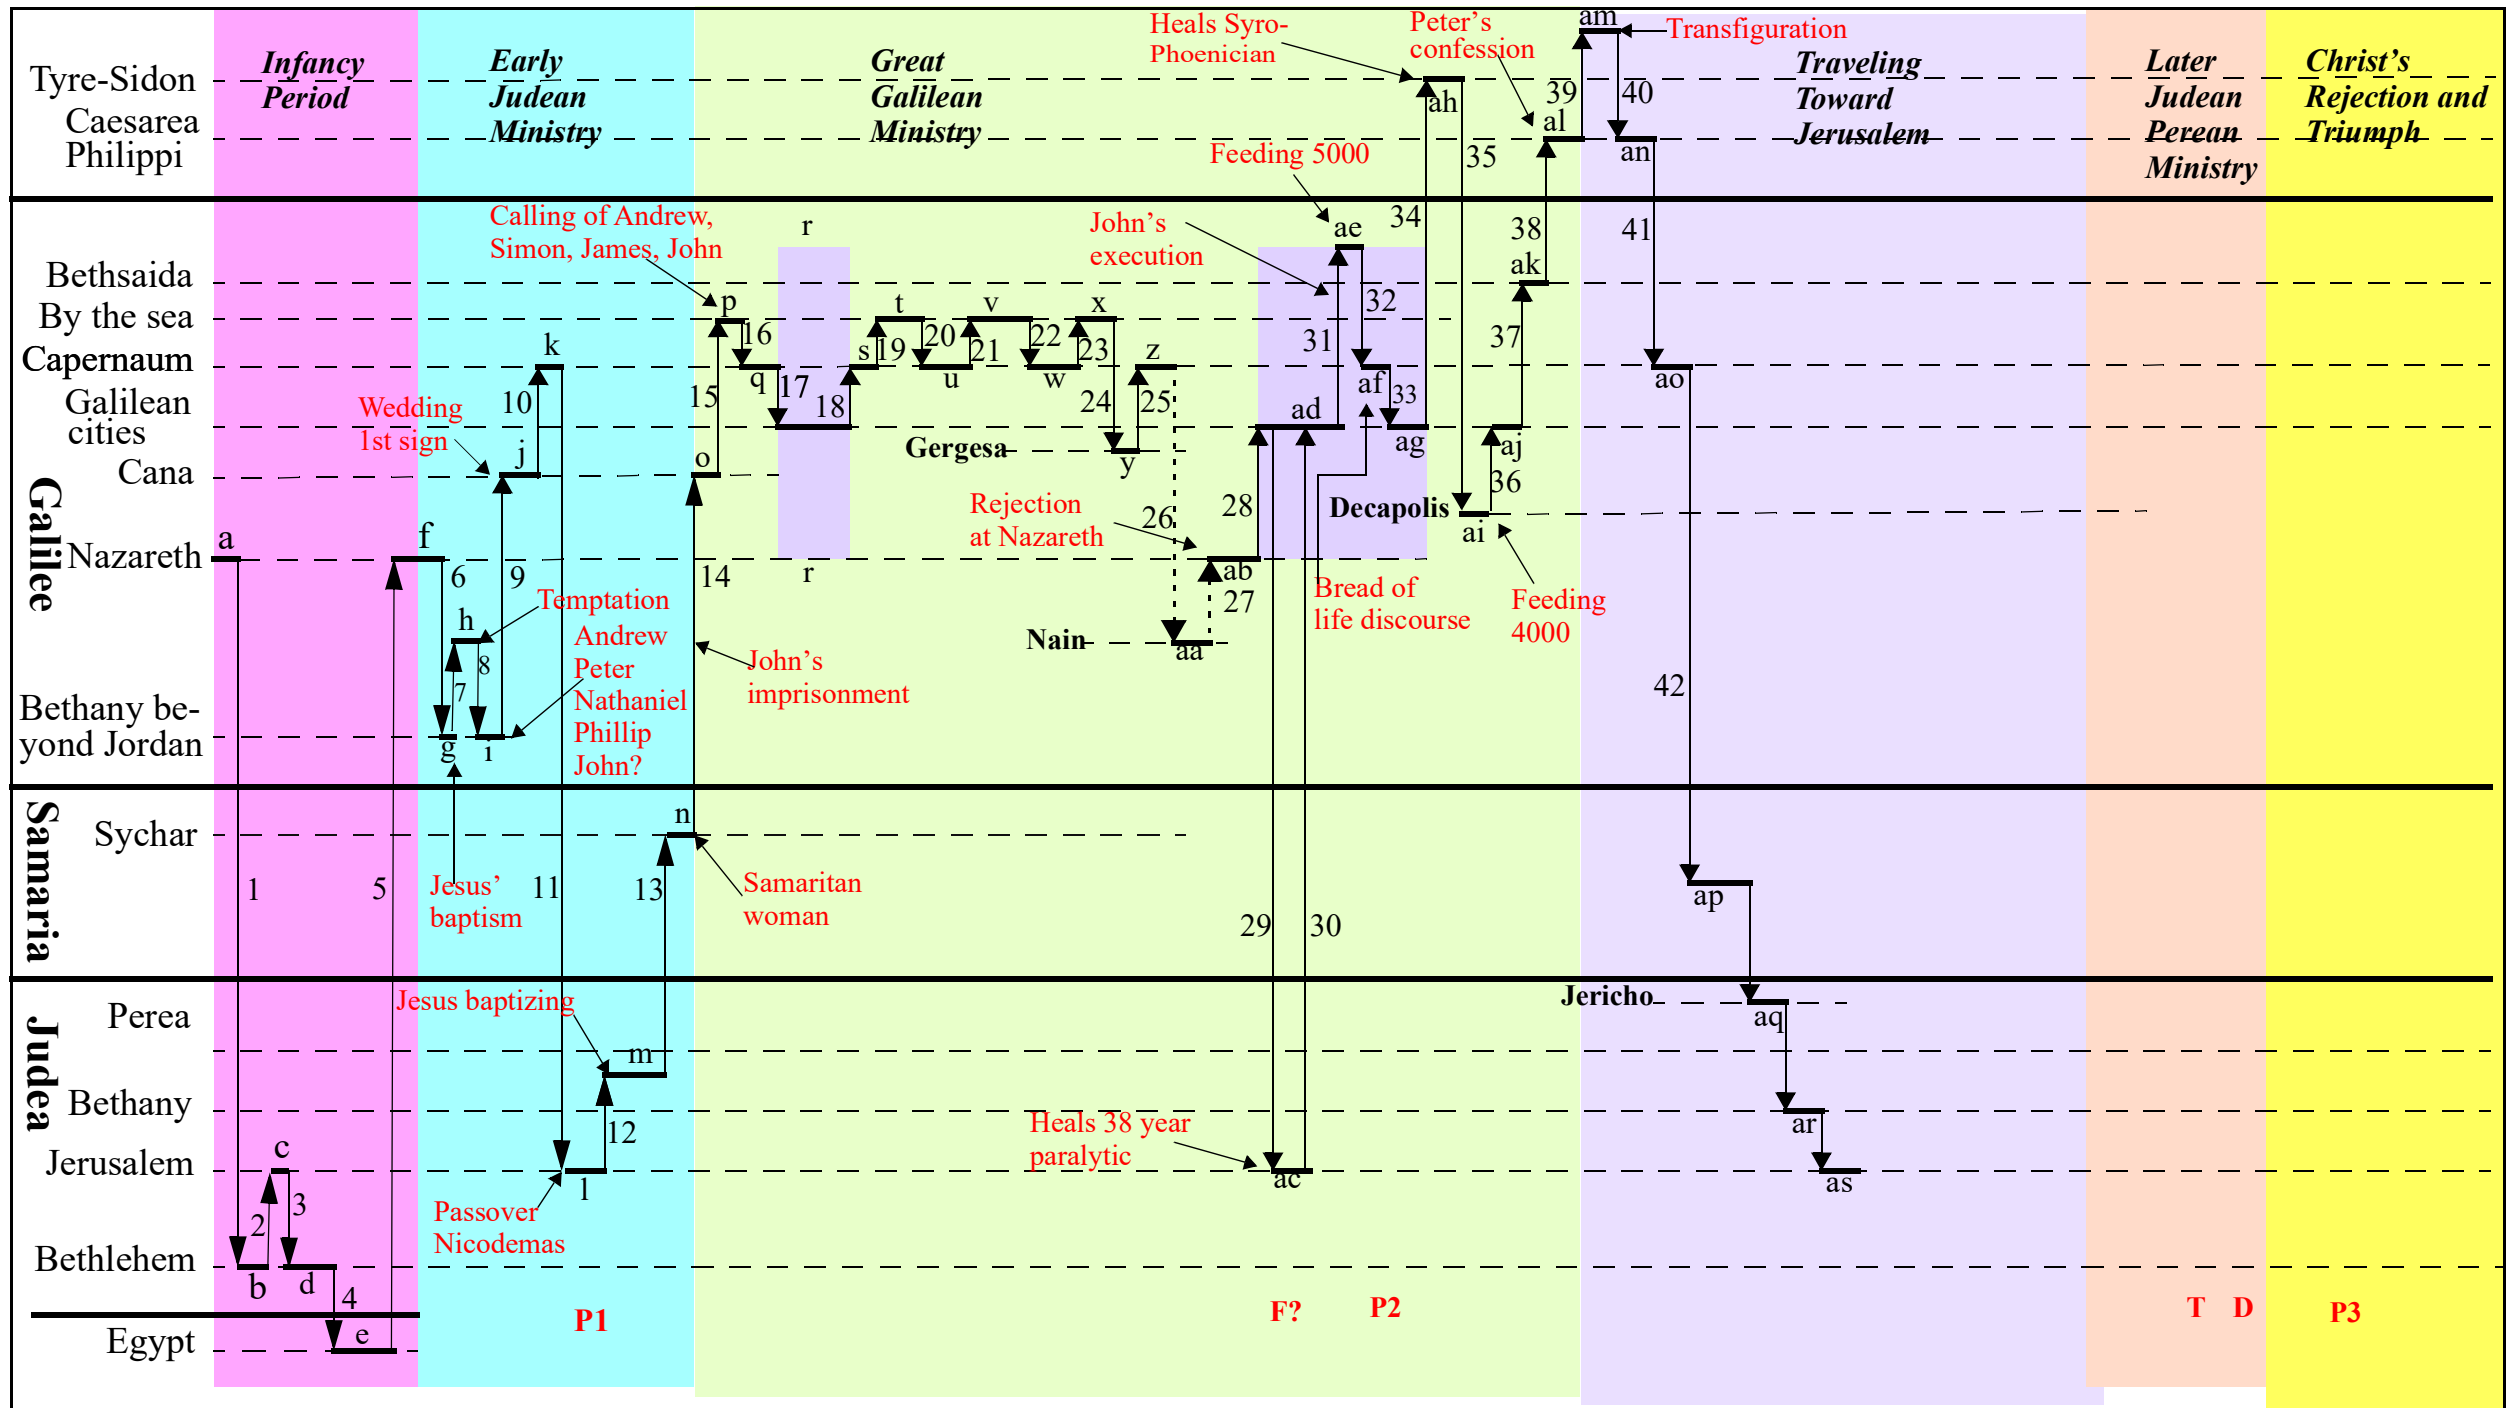 Infancy
Period
Early
Judean
Ministry
Great
Galilean
Ministry
Traveling
Toward
Jerusalem
Later
Judean
Perean
Ministry
Christ’s
Rejection and
Triumph
Tyre-Sidon
Caesarea
Philippi
Galilee
Bethsaida
By the sea
Capernaum
Galilean
cities
Cana
Nazareth
Bethany be-
yond Jordan
Samaria
Sychar
Judea
Perea
Bethany
Jerusalem
Bethlehem
Egypt
Gergesa
Decapolis
Nain
Jericho
Heals Syro-
Phoenician
Peter’s
confession
Transfiguration
Feeding 5000
John’s
execution
Calling of Andrew,
Simon, James, John
Wedding
1st sign
Rejection
at Nazareth
Bread of
life discourse
Feeding
4000
Temptation
Andrew
Peter
Nathaniel
Phillip
John?
John’s
imprisonment
Jesus’
baptism
Samaritan
woman
Jesus baptizing
Heals 38 year
paralytic
Passover
Nicodemas
a
b
c
d
e
f
g
h
i
j
k
l
m
n
o
p
q
r
r
s
t
u
v
w
x
y
z
aa
ab
ac
ad
ae
af
ag
ah
ai
aj
ak
al
am
an
ao
ap
aq
ar
as
1
2
3
4
5
6
7
8
9
10
11
12
13
14
15
16
17
18
19
20
21
22
23
24
25
26
27
28
29
30
31
32
33
34
35
36
37
38
39
40
41
42
P1
F?
P2
T
D
P3